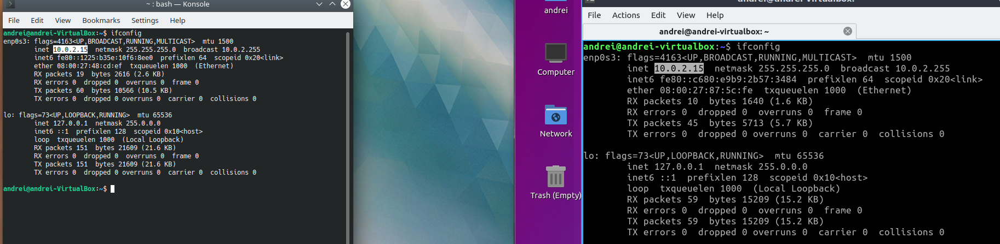 ~ : bash — Konsole
File Edit View Bookmarks Settings Help
andrei@andrei-VirtualBox:~$ ifconfig
enp0s3: flags=4163<UP,BROADCAST,RUNNING,MULTICAST>  mtu 1500
        inet 10.0.2.15  netmask 255.255.255.0  broadcast 10.0.2.255
        inet6 fe80::1225:b35e:10f6:8ee0  prefixlen 64  scopeid 0x20<link>
        ether 08:00:27:48:cd:ef  txqueuelen 1000  (Ethernet)
        RX packets 19  bytes 2616 (2.6 KB)
        RX errors 0  dropped 0  overruns 0  frame 0
        TX packets 60  bytes 10566 (10.5 KB)
        TX errors 0  dropped 0 overruns 0  carrier 0  collisions 0
lo: flags=73<UP,LOOPBACK,RUNNING>  mtu 65536
        inet 127.0.0.1  netmask 255.0.0.0
        inet6 ::1  prefixlen 128  scopeid 0x10<host>
        loop  txqueuelen 1000  (Local Loopback)
        RX packets 151  bytes 21609 (21.6 KB)
        RX errors 0  dropped 0  overruns 0  frame 0
        TX packets 151  bytes 21609 (21.6 KB)
        TX errors 0  dropped 0 overruns 0  carrier 0  collisions 0
andrei@andrei-VirtualBox:~$
andrei
Computer
Network
Trash (Empty)
andrei@andrei-virtualbox:
File Actions Edit View Help
andrei@andrei-virtualbox: ~
andrei@andrei-virtualbox:~$ ifconfig
enp0s3: flags=4163<UP,BROADCAST,RUNNING,MULTICAST>  mtu 1500
        inet 10.0.2.15  netmask 255.255.255.0  broadcast 10.0.2.255
        inet6 fe80::c680:e9b9:2b57:3484  prefixlen 64  scopeid 0x20<link>
        ether 08:00:27:87:5c:fe  txqueuelen 1000  (Ethernet)
        RX packets 10  bytes 1640 (1.6 KB)
        RX errors 0  dropped 0  overruns 0  frame 0
        TX packets 45  bytes 5713 (5.7 KB)
        TX errors 0  dropped 0 overruns 0  carrier 0  collisions 0
lo: flags=73<UP,LOOPBACK,RUNNING>  mtu 65536
        inet 127.0.0.1  netmask 255.0.0.0
        inet6 ::1  prefixlen 128  scopeid 0x10<host>
        loop  txqueuelen 1000  (Local Loopback)
        RX packets 59  bytes 15209 (15.2 KB)
        RX errors 0  dropped 0  overruns 0  frame 0
        TX packets 59  bytes 15209 (15.2 KB)
        TX errors 0  dropped 0 overruns 0  carrier 0  collisions 0